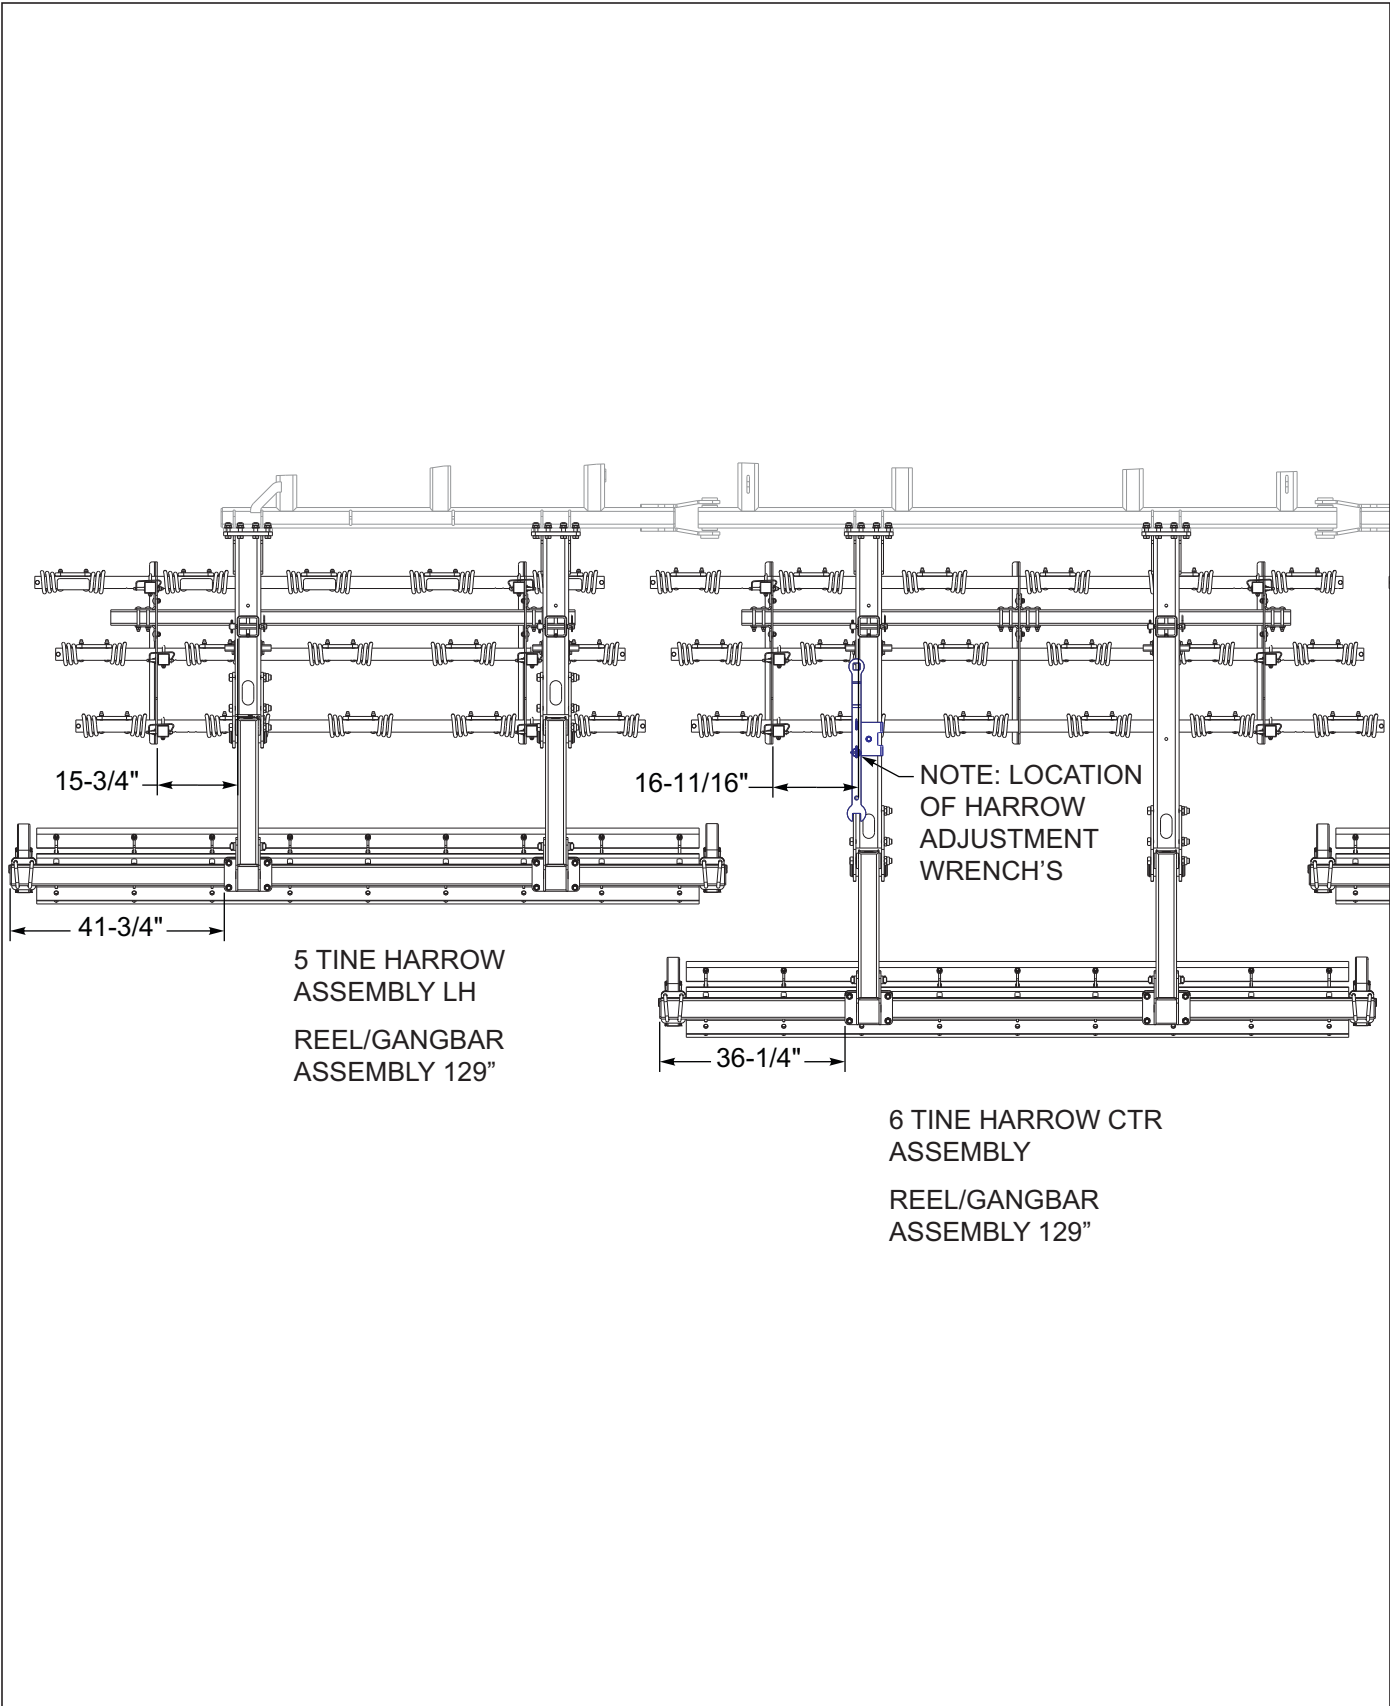 15-3/4"
16-11/16"
NOTE: LOCATION
OF HARROW
ADJUSTMENT
WRENCH'S
41-3/4"
5 TINE HARROW
ASSEMBLY LH
REEL/GANGBAR
ASSEMBLY 129”
36-1/4"
6 TINE HARROW CTR
ASSEMBLY
REEL/GANGBAR
ASSEMBLY 129”